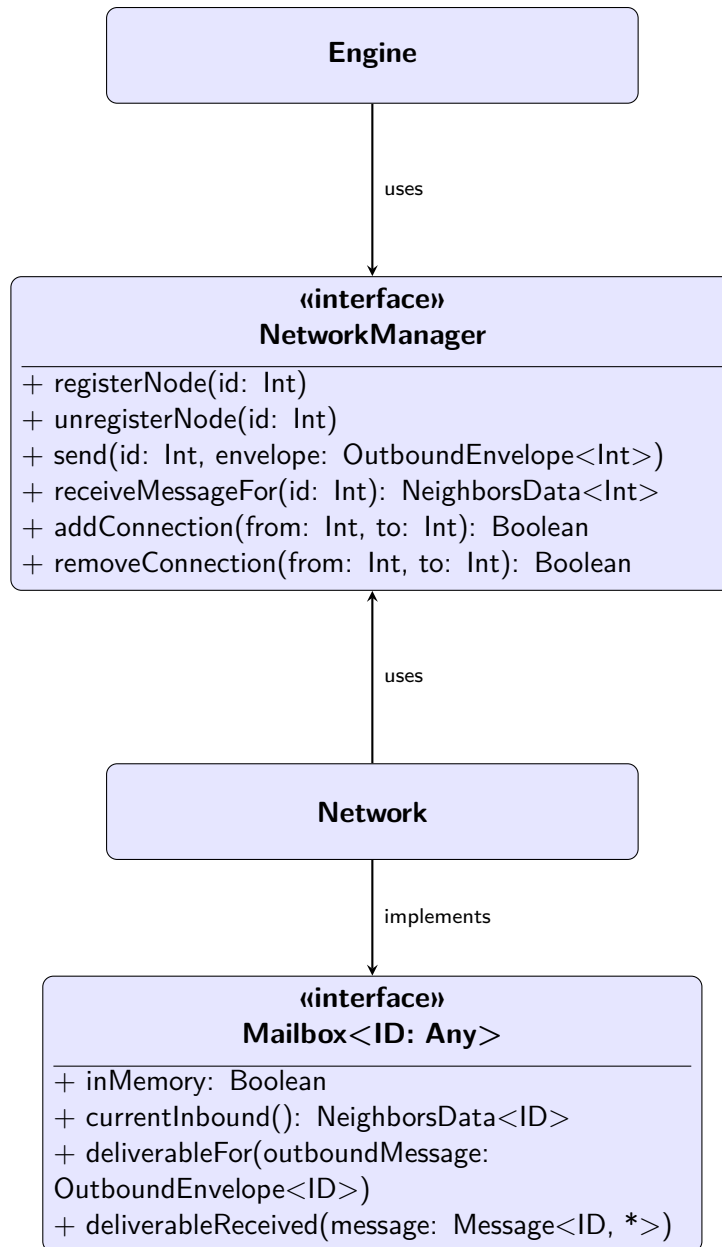 Engine
uses
«interface»
NetworkManager
+ registerNode(id: Int)
+ unregisterNode(id: Int)
+ send(id: Int, envelope: OutboundEnvelope<Int>)
+ receiveMessageFor(id: Int): NeighborsData<Int>
+ addConnection(from: Int, to: Int): Boolean
+ removeConnection(from: Int, to: Int): Boolean
uses
Network
implements
«interface»
Mailbox<ID: Any>
+ inMemory: Boolean
+ currentInbound(): NeighborsData<ID>
+ deliverableFor(outboundMessage:
OutboundEnvelope<ID>)
+ deliverableReceived(message: Message<ID, *>)